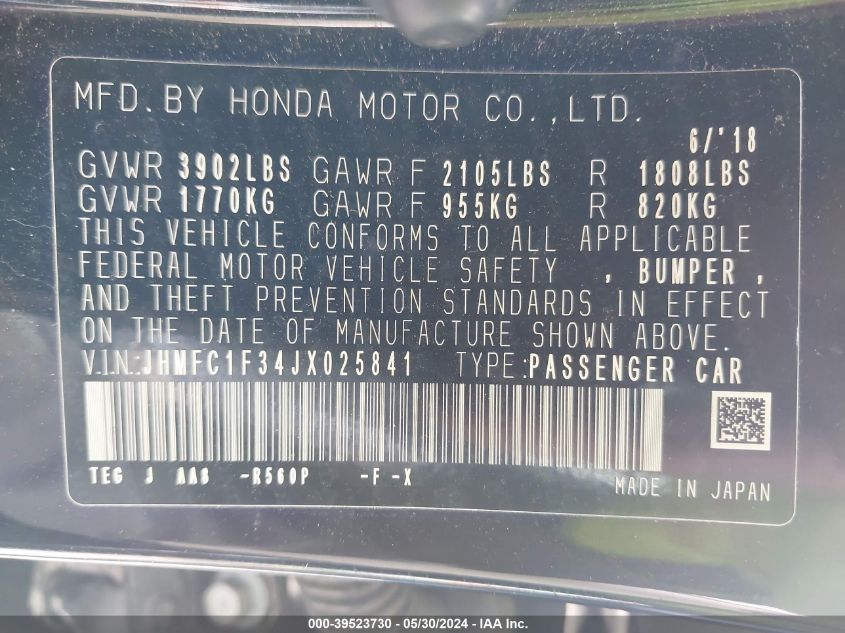 MFD. BY HONDA MOTOR CO., LTD.
6/'18
GVWR 3902LBS GAWR F 2105LBS R 1808LBS
GVWR 1770KG GAWR F 955KG R 820KG
THIS VEHICLE CONFORMS TO ALL APPLICABLE
FEDERAL MOTOR VEHICLE SAFETY , BUMPER ,
AND THEFT PREVENTION STANDARDS IN EFFECT
ON THE DATE OF MANUFACTURE SHOWN ABOVE.
V.I.N.:JHMFC1F34JX025841 TYPE:PASSENGER CAR
TEG J AA8 -R560P -F -X
MADE IN JAPAN
000-39523730 - 05/30/2024 - IAA Inc.